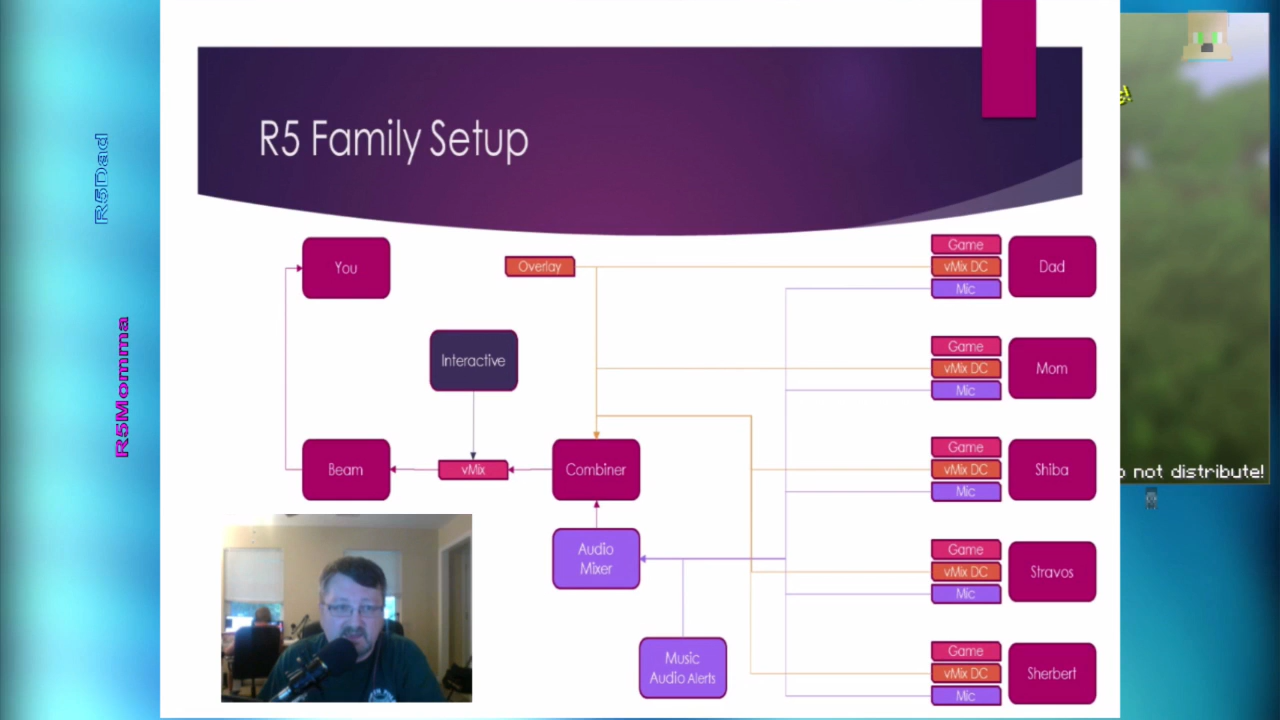 R5 Family Setup
R5Dad
R5Momma
You
Overlay
Interactive
Beam
vMix
Combiner
Audio
Mixer
Music
Audio Alerts
Game
vMix DC
Mic
Dad
Game
vMix DC
Mic
Mom
Game
vMix DC
Mic
Shiba
Game
vMix DC
Mic
Stravos
Game
vMix DC
Mic
Sherbert
not distribute!